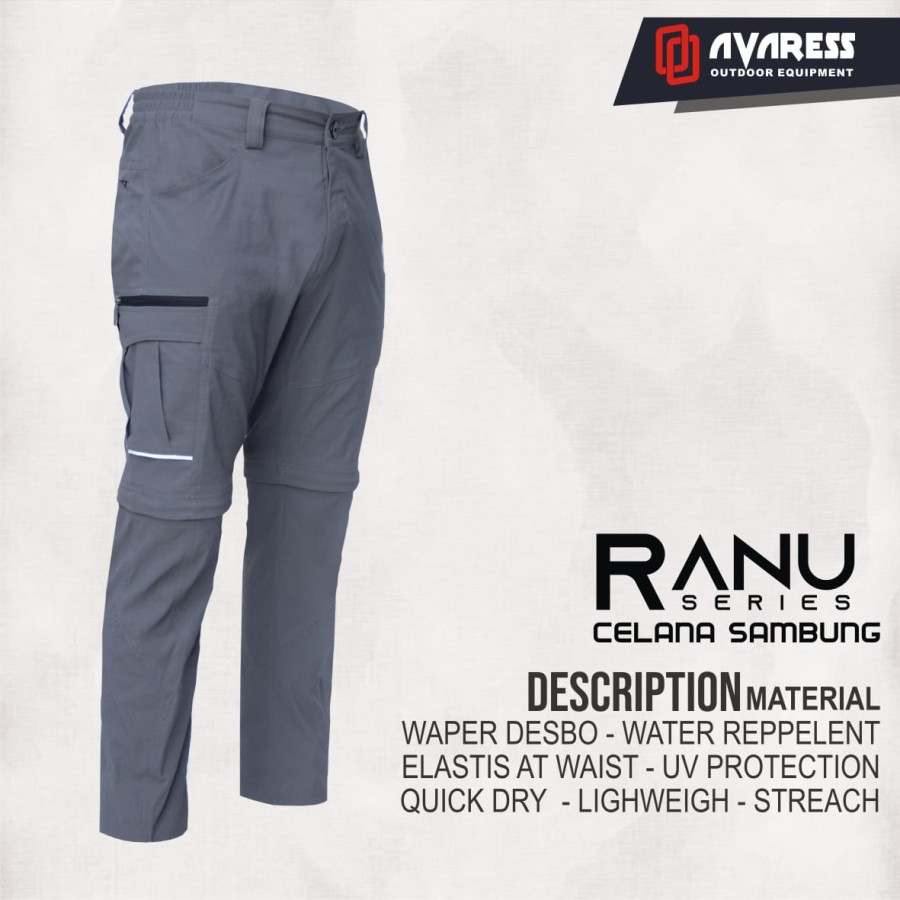 AVARESS
OUTDOOR EQUIPMENT
RANU
SERIES
CELANA SAMBUNG
DESCRIPTION MATERIAL
WAPER DESBO - WATER REPPELENT
ELASTIS AT WAIST - UV PROTECTION
QUICK DRY - LIGHWEIGH - STREACH